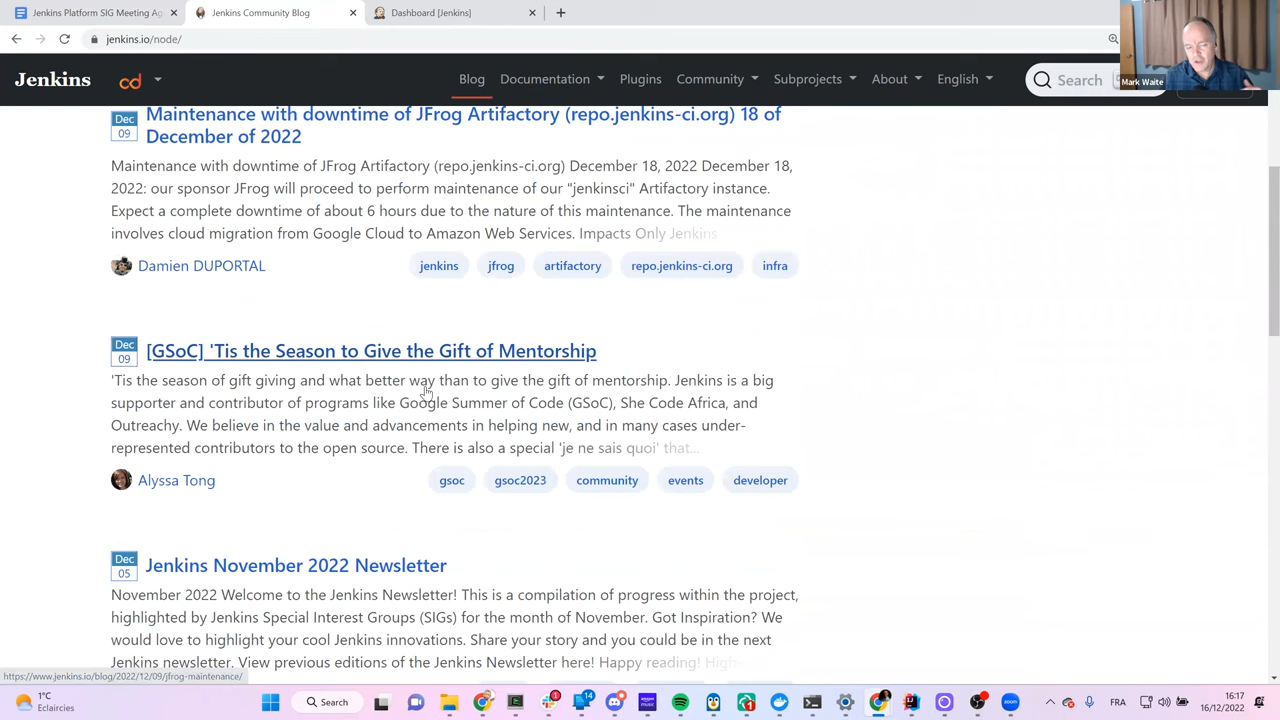 Jenkins Platform SIG Meeting Ag
Jenkins Community Blog
Dashboard [Jenkins]
jenkins.io/node/
Mark Waite
Jenkins
cd
Blog
Documentation
Plugins
Community
Subprojects
About
English
Search
Dec
09
Maintenance with downtime of JFrog Artifactory (repo.jenkins-ci.org) 18 of
December of 2022
Maintenance with downtime of JFrog Artifactory (repo.jenkins-ci.org) December 18, 2022 December 18,
2022: our sponsor JFrog will proceed to perform maintenance of our "jenkinsci" Artifactory instance.
Expect a complete downtime of about 6 hours due to the nature of this maintenance. The maintenance
involves cloud migration from Google Cloud to Amazon Web Services. Impacts Only Jenkins
Damien DUPORTAL
jenkins
jfrog
artifactory
repo.jenkins-ci.org
infra
Dec
09
[GSoC] 'Tis the Season to Give the Gift of Mentorship
'Tis the season of gift giving and what better way than to give the gift of mentorship. Jenkins is a big
supporter and contributor of programs like Google Summer of Code (GSoC), She Code Africa, and
Outreachy. We believe in the value and advancements in helping new, and in many cases under-
represented contributors to the open source. There is also a special 'je ne sais quoi' that...
Alyssa Tong
gsoc
gsoc2023
community
events
developer
Dec
05
Jenkins November 2022 Newsletter
November 2022 Welcome to the Jenkins Newsletter! This is a compilation of progress within the project,
highlighted by Jenkins Special Interest Groups (SIGs) for the month of November. Got Inspiration? We
would love to highlight your cool Jenkins innovations. Share your story and you could be in the next
Jenkins newsletter. View previous editions of the Jenkins Newsletter here! Happy reading!
https://www.jenkins.io/blog/2022/12/09/jfrog-maintenance/
1°C
Eclaircies
Search
14
FRA
16:17
16/12/2022